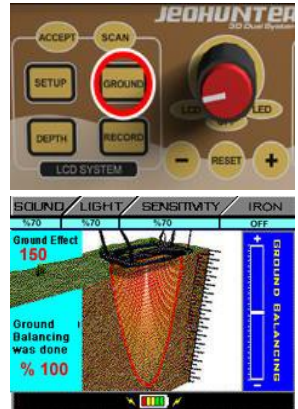 JEOHUNTER
3D Dual System
ACCEPT SCAN
SETUP GROUND
LCD LED
DEPTH RECORD
- RESET +
LCD SYSTEM
SOUND LIGHT SENSITIVITY IRON
%70 %70 %70 OFF
Ground Effect
150
Ground
Balancing
was done
% 100
+
GROUND BALANCING
-